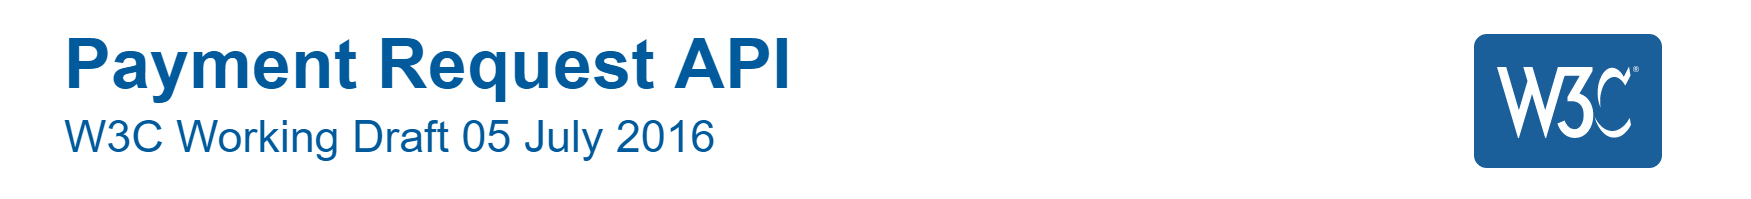 Payment Request API
W3C Working Draft 05 July 2016
W3C®